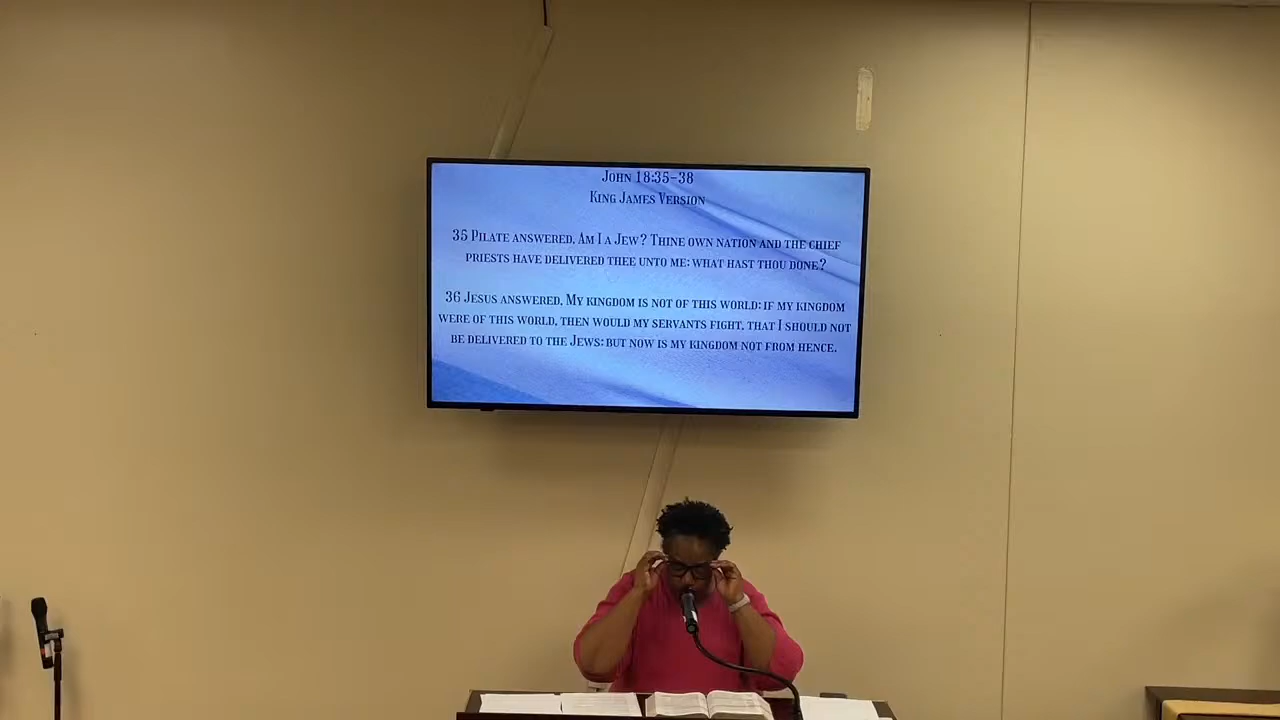 John 18:35-38
King James Version
35 Pilate answered, Am I a Jew? Thine own nation and the chief
priests have delivered thee unto me: what hast thou done?
36 Jesus answered, My kingdom is not of this world: if my kingdom
were of this world, then would my servants fight, that I should not
be delivered to the Jews: but now is my kingdom not from hence.